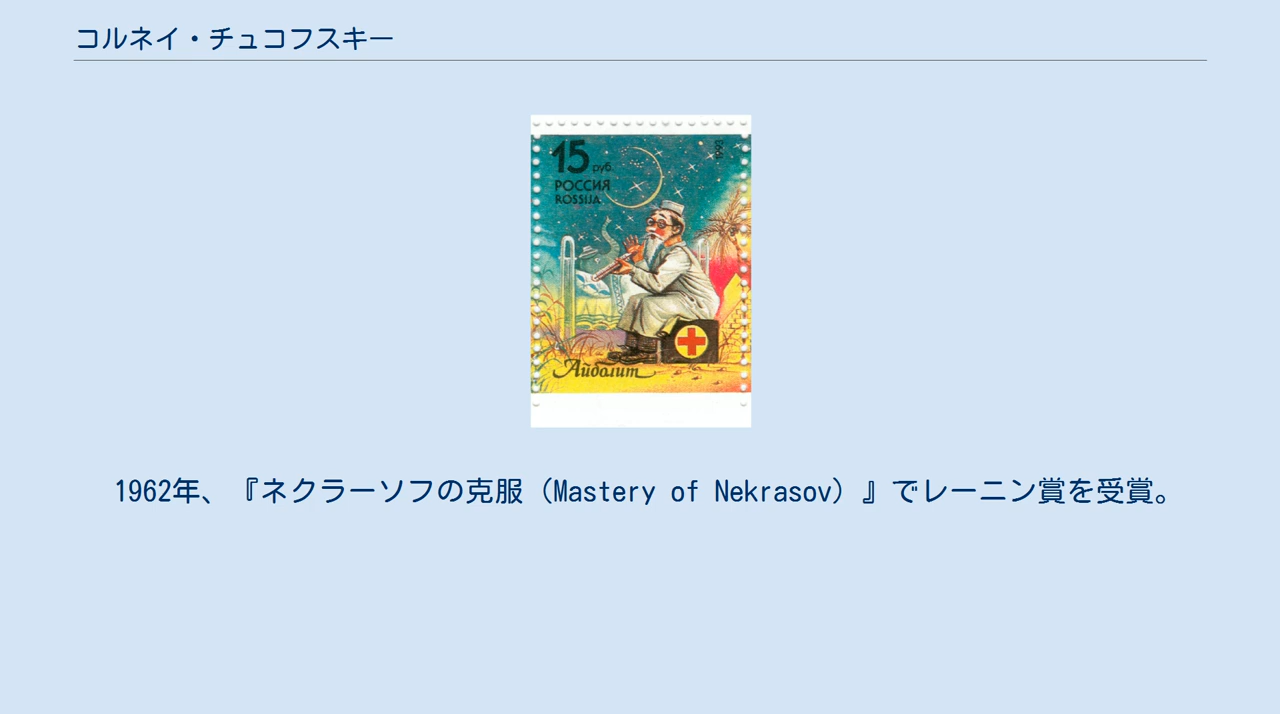 コルネイ・チュコフスキー
15 руб
1993
РОССИЯ
ROSSIJA
Айболит
1962年、『ネクラーソフの克服（Mastery of Nekrasov）』でレーニン賞を受賞。